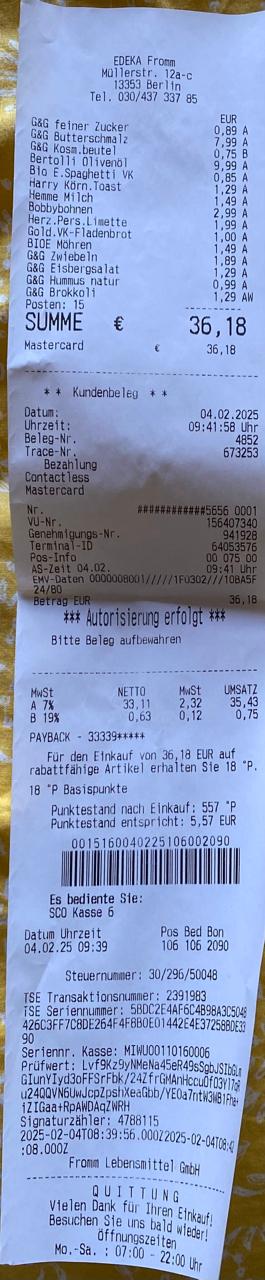 EDEKA Fromm
Müllerstr. 12a-c
13353 Berlin
Tel. 030/437 337 85
EUR
G&G feiner Zucker 0,89 A
G&G Butterschmalz 7,99 A
G&G Kosm.beutel 0,75 B
Bertolli Olivenöl 9,99 A
Bio E.Spaghetti VK 0,85 A
Harry Körn.Toast 1,29 A
Hemme Milch 1,49 A
Bobbybohnen 2,99 A
Herz.Pers.Limette 1,99 A
Gold.VK-Fladenbrot 1,00 A
BIOE Möhren 1,49 A
G&G Zwiebeln 1,89 A
G&G Eisbergsalat 1,29 A
G&G Hummus natur 0,99 A
G&G Brokkoli 1,29 AW
Posten: 15
SUMME € 36,18
Mastercard € 36,18
* * Kundenbeleg * *
Datum: 04.02.2025
Uhrzeit: 09:41:58 Uhr
Beleg-Nr. 4852
Trace-Nr. 673253
Bezahlung
Contactless
Mastercard
Nr. ############5656 0001
VU-Nr. 156407340
Genehmigungs-Nr. 941928
Terminal-ID 64053576
Pos-Info 00 075 00
AS-Zeit 04.02. 09:41 Uhr
EMV-Daten 0000008001/////1F0302///10BA5F
24/80
Betrag EUR 36,18
*** Autorisierung erfolgt ***
Bitte Beleg aufbewahren
MwSt NETTO MwSt UMSATZ
A 7% 33,11 2,32 35,43
B 19% 0,63 0,12 0,75
PAYBACK - 33339*****
Für den Einkauf von 36,18 EUR auf
rabattfähige Artikel erhalten Sie 18 °P.
18 °P Basispunkte
Punktestand nach Einkauf: 557 °P
Punktestand entspricht: 5,57 EUR
0015160040225106002090
Es bediente Sie:
SCO Kasse 6
Datum Uhrzeit Pos Bed Bon
04.02.25 09:39 106 106 2090
Steuernummer: 30/296/50048
TSE Transaktionsnummer: 2391983
TSE Seriennummer: 5BDC2E4AF6C4B98A3C5048
426C3FF7C8DE264F4F8B0E01442E4E37258BDE33
90
Seriennr. Kasse: MIWU00110160006
Prüfwert:
Signaturzähler: 4788115
2025-02-04T08:39:56.000Z
:08.000Z
Fromm Lebensmittel GmbH
QUITTUNG
Vielen Dank für Ihren Einkauf!
Besuchen Sie uns bald wieder!
Öffnungszeiten
Mo.-Sa. : 07:00 - 22:00 Uhr